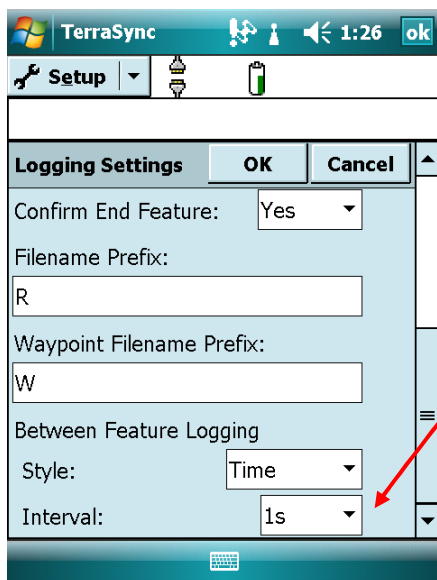 TerraSync 1:26 ok
Setup
Logging Settings OK Cancel
Confirm End Feature: Yes
Filename Prefix:
R
Waypoint Filename Prefix:
W
Between Feature Logging
Style: Time
Interval: 1s